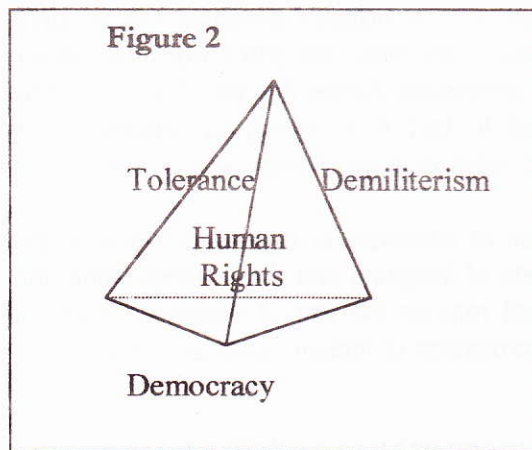 Figure 2
Tolerance Demiliterism
Human
Rights
Democracy